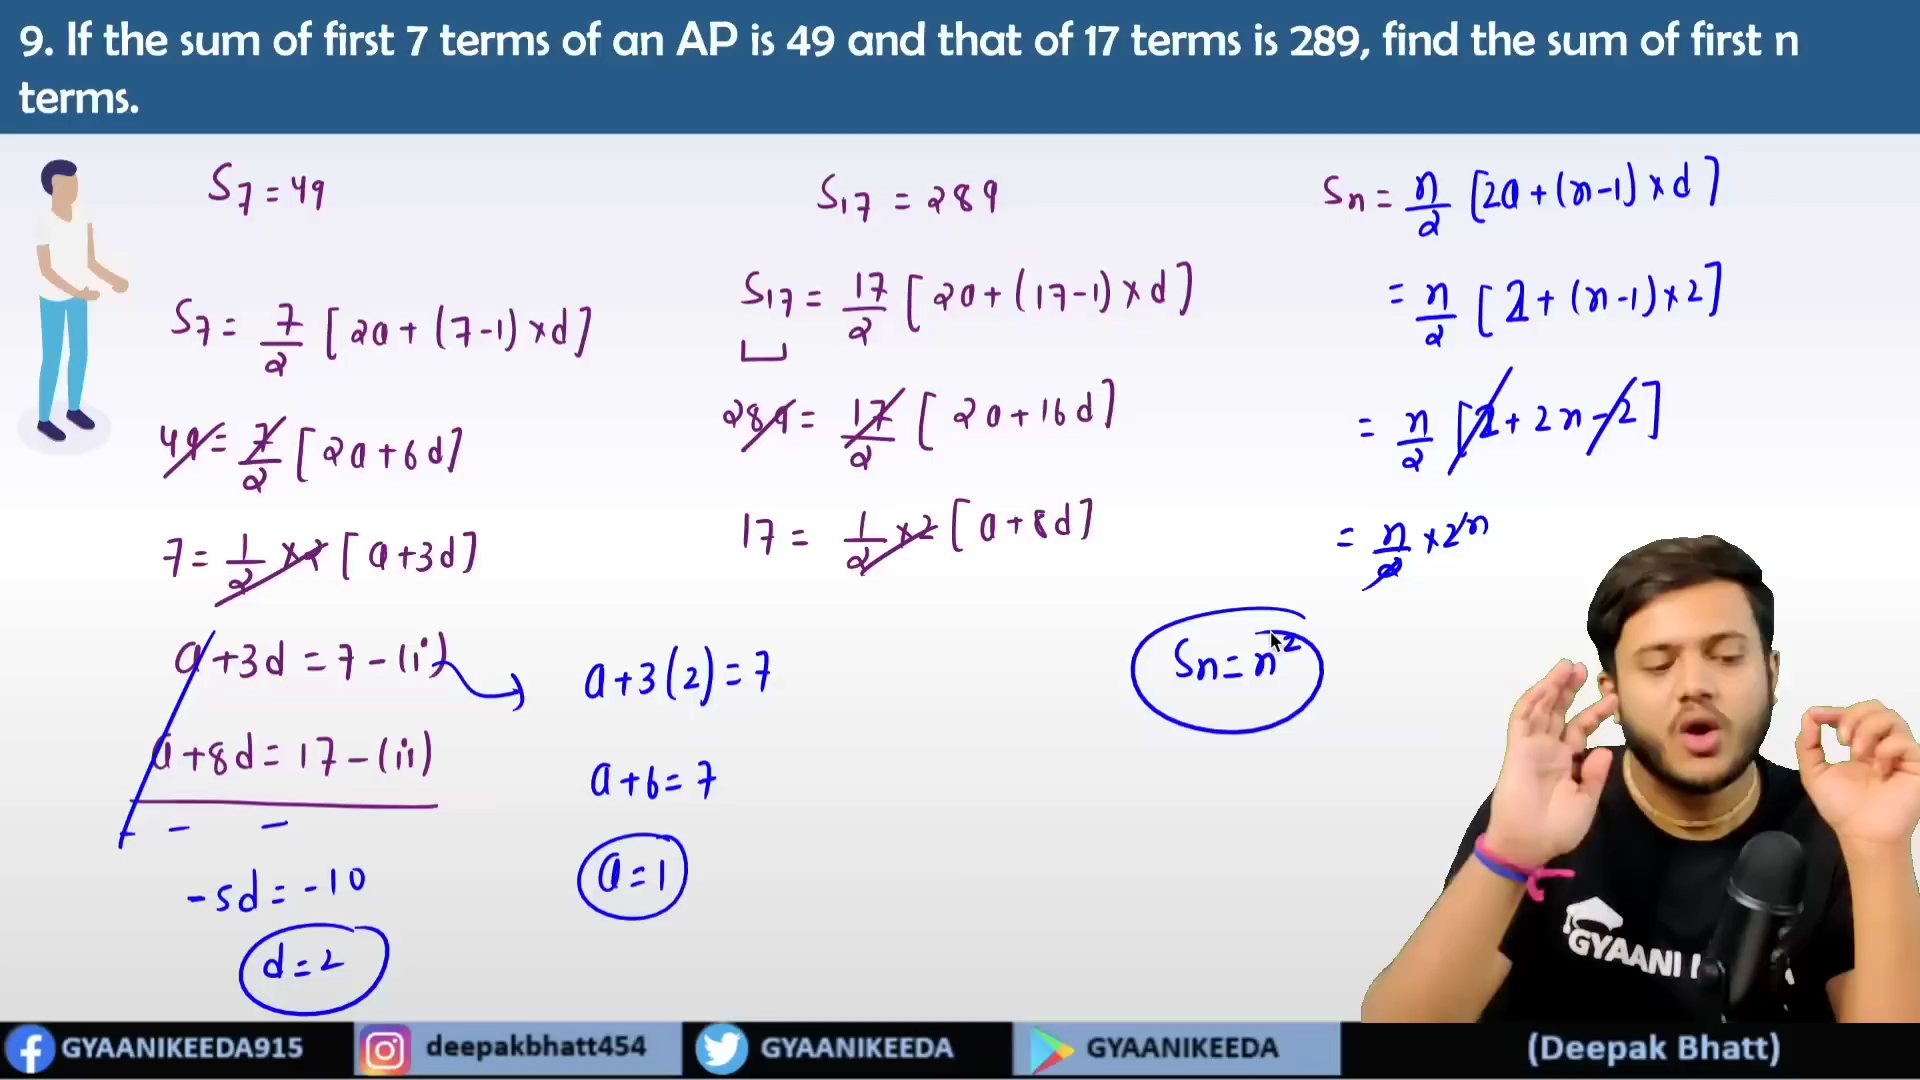 9. If the sum of first 7 terms of an AP is 49 and that of 17 terms is 289, find the sum of first n
terms.
S7 = 49
S7 = 7/2 [2a + (7-1) × d]
49 = 7/2 [2a + 6d]
7 = 1/2 × 2 [a + 3d]
a + 3d = 7 - (i)
a + 8d = 17 - (ii)
- - -
-5d = -10
d = 2
a + 3(2) = 7
a + 6 = 7
a = 1
S17 = 289
S17 = 17/2 [2a + (17-1) × d]
289 = 17/2 [2a + 16d]
17 = 1/2 × 2 [a + 8d]
Sn = n/2 [2a + (n-1) × d]
= n/2 [2 + (n-1) × 2]
= n/2 [2 + 2n - 2]
= n/2 × 2n
Sn = n²
GYAANI
GYAANIKEEDA915
deepakbhatt454
GYAANIKEEDA
GYAANIKEEDA
(Deepak Bhatt)